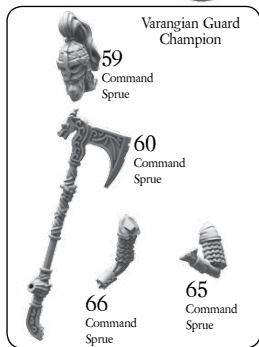 Varangian Guard
Champion
59
Command
Sprue
60
Command
Sprue
66
Command
Sprue
65
Command
Sprue